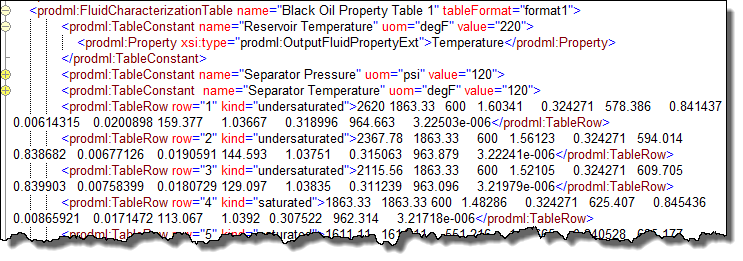 <prodml:FluidCharacterizationTable name="Black Oil Property Table 1" tableFormat="format1">
<prodml:TableConstant name="Reservoir Temperature" uom="degF" value="220">
<prodml:Property xsi:type="prodml:OutputFluidPropertyExt">Temperature</prodml:Property>
</prodml:TableConstant>
<prodml:TableConstant name="Separator Pressure" uom="psi" value="120">
<prodml:TableConstant name="Separator Temperature" uom="degF" value="120">
<prodml:TableRow row="1" kind="undersaturated">2620 1863.33 600 1.60341 0.324271 578.386 0.841437
0.00614315 0.0200898 159.377 1.03667 0.318996 964.663 3.22503e-006</prodml:TableRow>
<prodml:TableRow row="2" kind="undersaturated">2367.78 1863.33 600 1.56123 0.324271 594.014
0.838682 0.00677126 0.0190591 144.593 1.03751 0.315063 963.879 3.22241e-006</prodml:TableRow>
<prodml:TableRow row="3" kind="undersaturated">2115.56 1863.33 600 1.52105 0.324271 609.705
0.839903 0.00758399 0.0180729 129.097 1.03835 0.311239 963.096 3.21979e-006</prodml:TableRow>
<prodml:TableRow row="4" kind="saturated">1863.33 1863.33 600 1.48286 0.324271 625.407 0.845436
0.00865921 0.0171472 113.067 1.0392 0.307522 962.314 3.21718e-006</prodml:TableRow>
<prodml:TableRow row="5" kind="saturated">1611.11